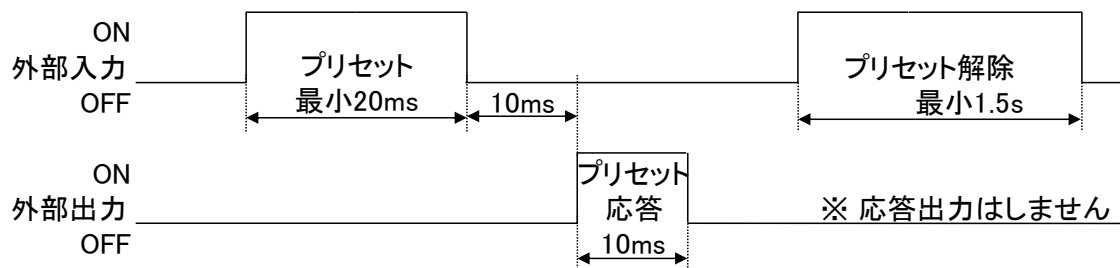 ON
外部入力
OFF
プリセット
最小20ms
10ms
プリセット解除
最小1.5s
ON
外部出力
OFF
プリセット
応答
10ms
※ 応答出力はしません